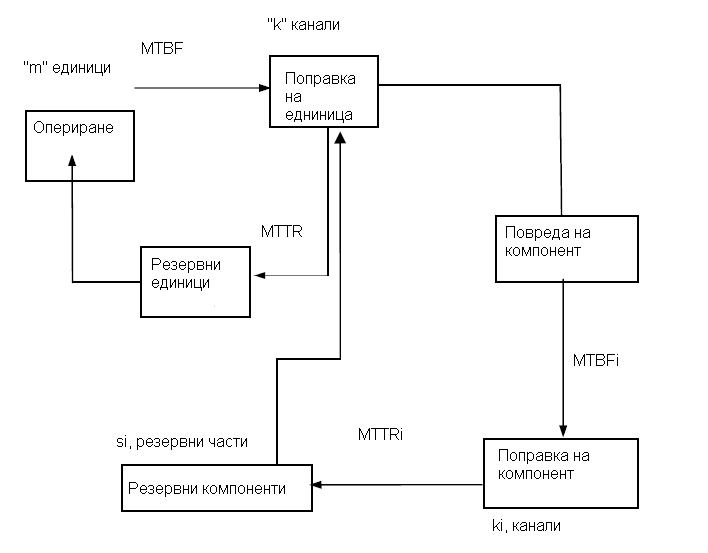 "k" канали
MTBF
"m" единици
Поправка
на
едниница
Опериране
MTTR
Повреда на
компонент
Резервни
единици
MTBFi
MTTRi
si, резервни части
Поправка на
компонент
Резервни компоненти
ki, канали